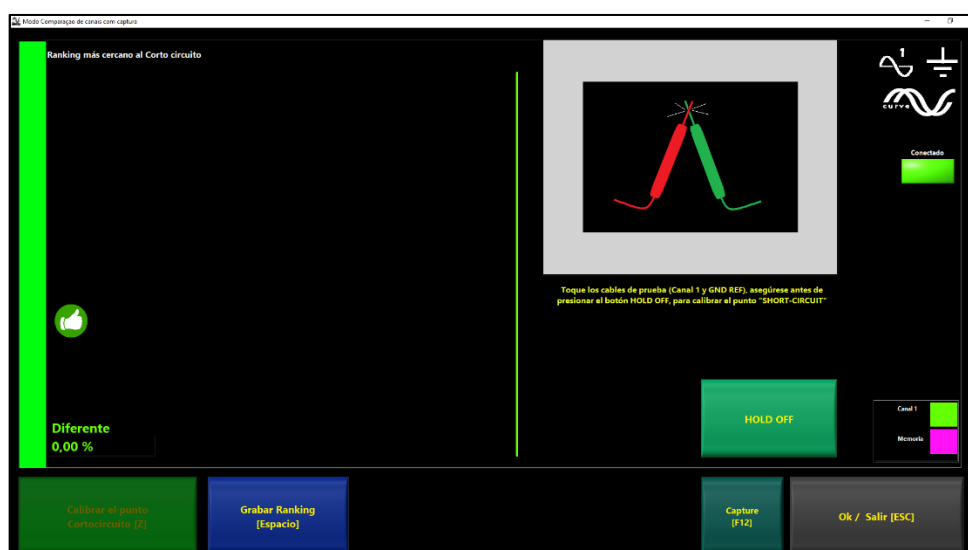 Modo Comparaçao de canais com captura
Ranking más cercano al Corto circuito
1
curve
Conectado
Toque los cables de prueba (Canal 1 y GND REF), asegúrese antes de
presionar el botón HOLD OFF, para calibrar el punto "SHORT-CIRCUIT"
HOLD OFF
Canal 1
Memoria
Diferente
0,00 %
Calibrar el punto
Cortocircuito [Z]
Grabar Ranking
[Espacio]
Capture
[F12]
Ok / Salir [ESC]